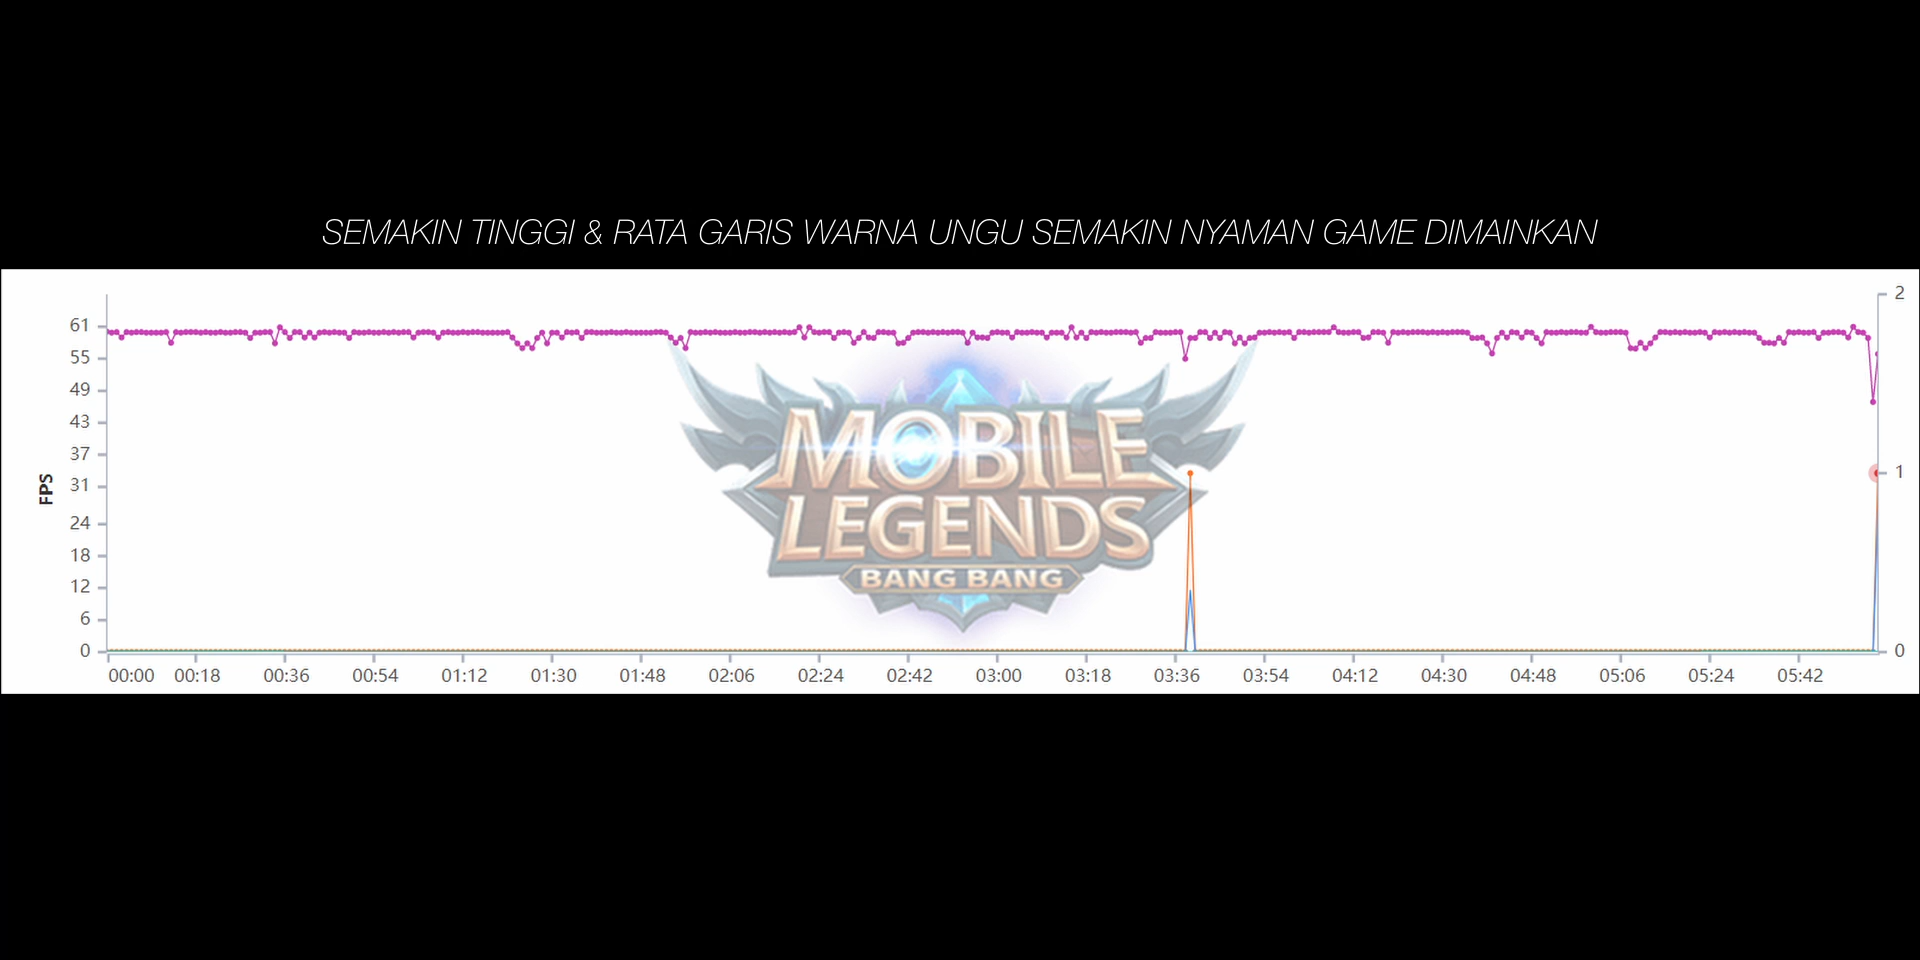 SEMAKIN TINGGI & RATA GARIS WARNA UNGU SEMAKIN NYAMAN GAME DIMAINKAN
2
61
55
49
43
37
1
31
FPS
24
18
12
6
0
0
MOBILE
LEGENDS
BANG BANG
00:00 00:18 00:36 00:54 01:12 01:30 01:48 02:06 02:24 02:42 03:00 03:18 03:36 03:54 04:12 04:30 04:48 05:06 05:24 05:42